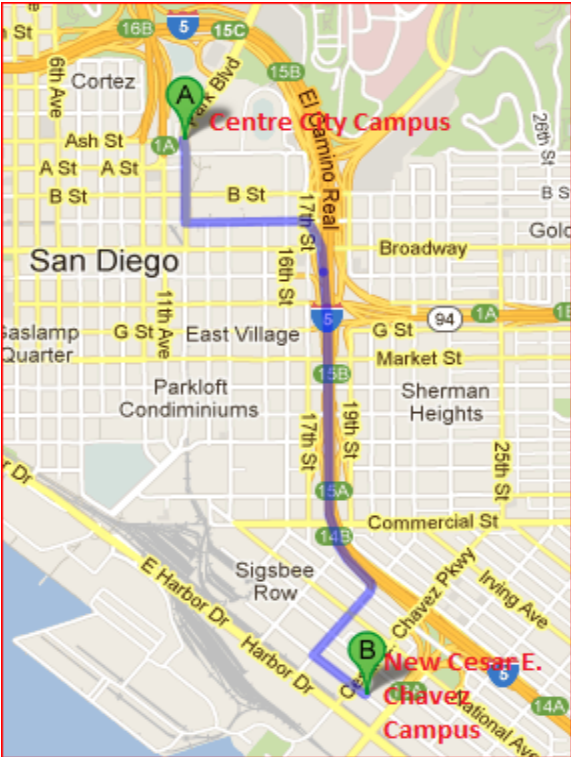 16B
5
15C
n St
15B
6th Ave
Cortez
A
Park Blvd
El Camino Real
Centre City Campus
26th St
Ash St
1A
A St
A St
B St
B St
B S
17th St
Golc
Broadway
San Diego
16th St
11th Ave
5
94
1A
1B
Gaslamp
Quarter
G St
East Village
G St
Market St
15B
Parkloft
Condiminiums
Sherman
Heights
17th St
19th St
25th St
15A
Commercial St
14B
r Dr
E Harbor Dr
Sigsbee
Row
Chavez Pkwy
Irving Ave
Harbor Dr
B
New Cesar E.
Chavez
Campus
5
14A
National Ave